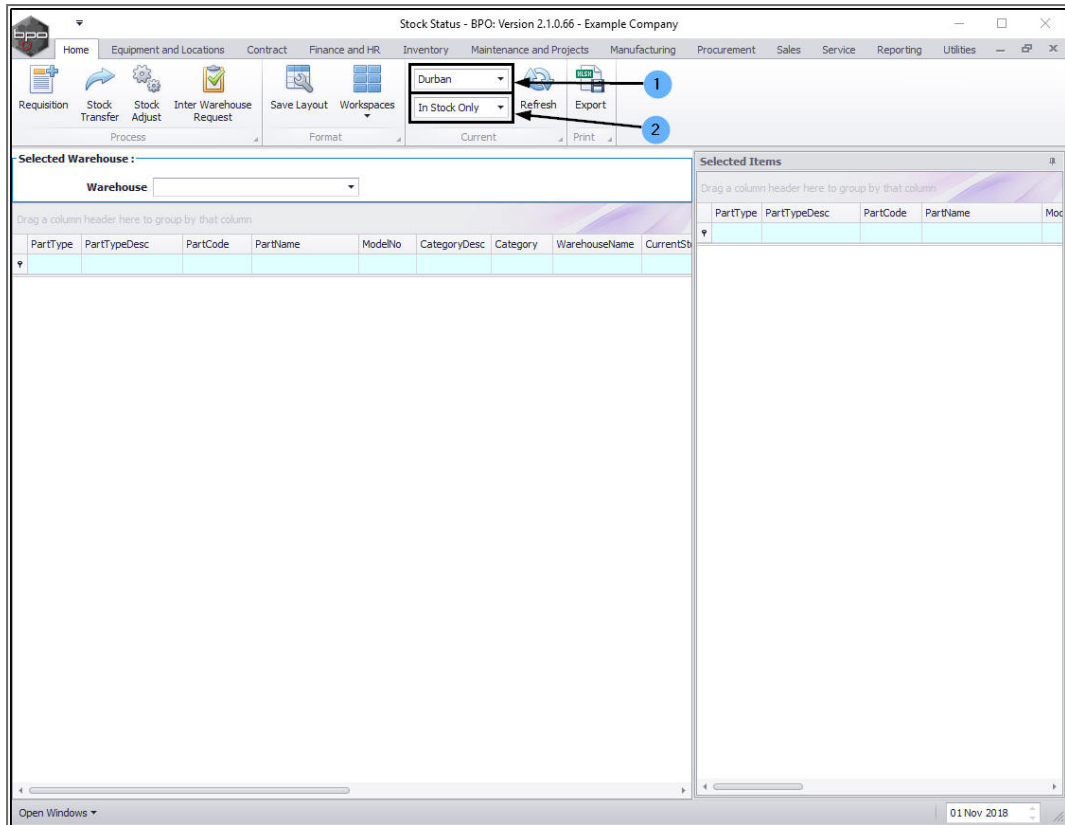 bpo
Stock Status - BPO: Version 2.1.0.66 - Example Company
Home Equipment and Locations Contract Finance and HR Inventory Maintenance and Projects Manufacturing Procurement Sales Service Reporting Utilities
Durban
1
XLSX
Requisition Stock Transfer Stock Adjust Inter Warehouse Request Save Layout Workspaces In Stock Only Refresh Export
2
Process Format Current Print
Selected Warehouse :
Selected Items
Warehouse
Drag a column header here to group by that column
Drag a column header here to group by that column
PartType PartTypeDesc PartCode PartName Mod
PartType PartTypeDesc PartCode PartName ModelNo CategoryDesc Category WarehouseName CurrentSt
Open Windows
01 Nov 2018